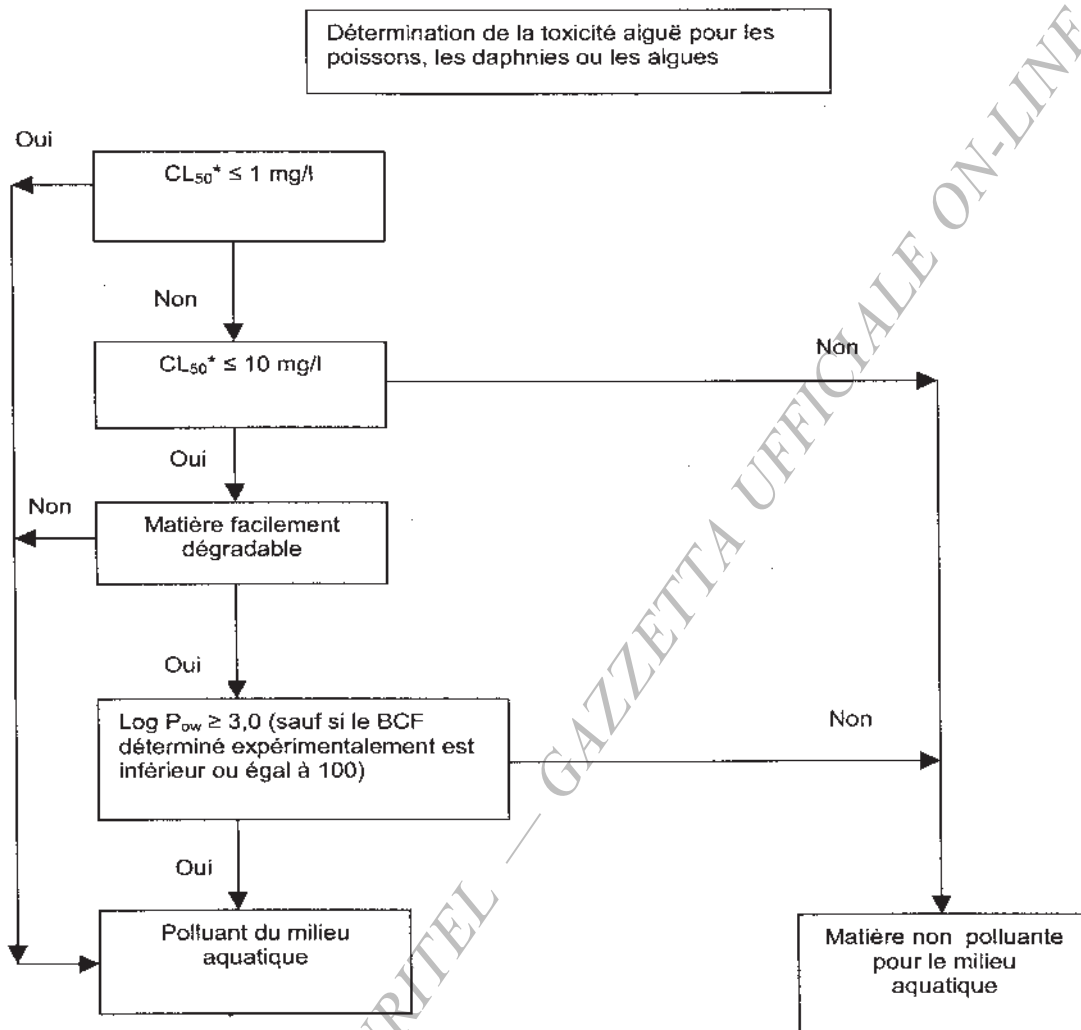 Détermination de la toxicité aiguë pour les
poissons, les daphnies ou les algues
Oui
CL50* ≤ 1 mg/l
Non
CL50* ≤ 10 mg/l
Non
Oui
Non
Matière facilement
dégradable
Oui
Log Pow ≥ 3,0 (sauf si le BCF
déterminé expérimentalement est
inférieur ou égal à 100)
Non
Oui
Polluant du milieu
aquatique
Matière non polluante
pour le milieu
aquatique
RITEL — GAZZETTA UFFICIALE ON-LINE